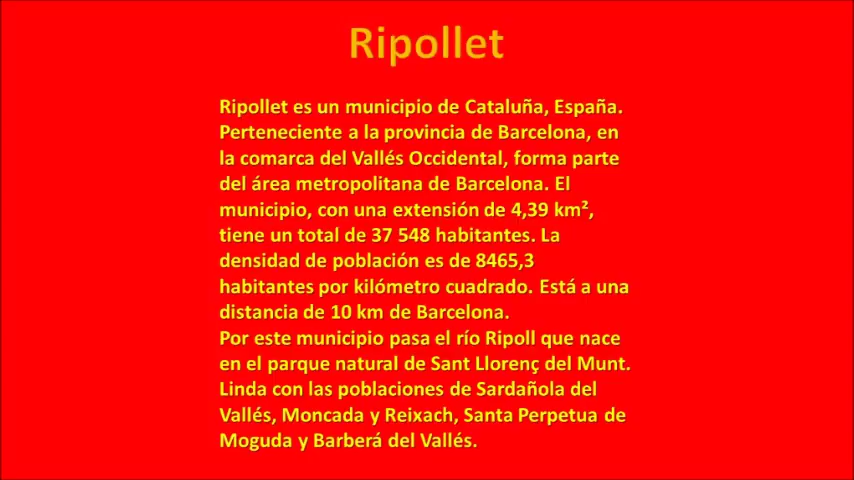 Ripollet
Ripollet es un municipio de Cataluña, España.
Perteneciente a la provincia de Barcelona, en
la comarca del Vallés Occidental, forma parte
del área metropolitana de Barcelona. El
municipio, con una extensión de 4,39 km²,
tiene un total de 37 548 habitantes. La
densidad de población es de 8465,3
habitantes por kilómetro cuadrado. Está a una
distancia de 10 km de Barcelona.
Por este municipio pasa el río Ripoll que nace
en el parque natural de Sant Llorenç del Munt.
Linda con las poblaciones de Sardañola del
Vallés, Moncada y Reixach, Santa Perpetua de
Moguda y Barberá del Vallés.